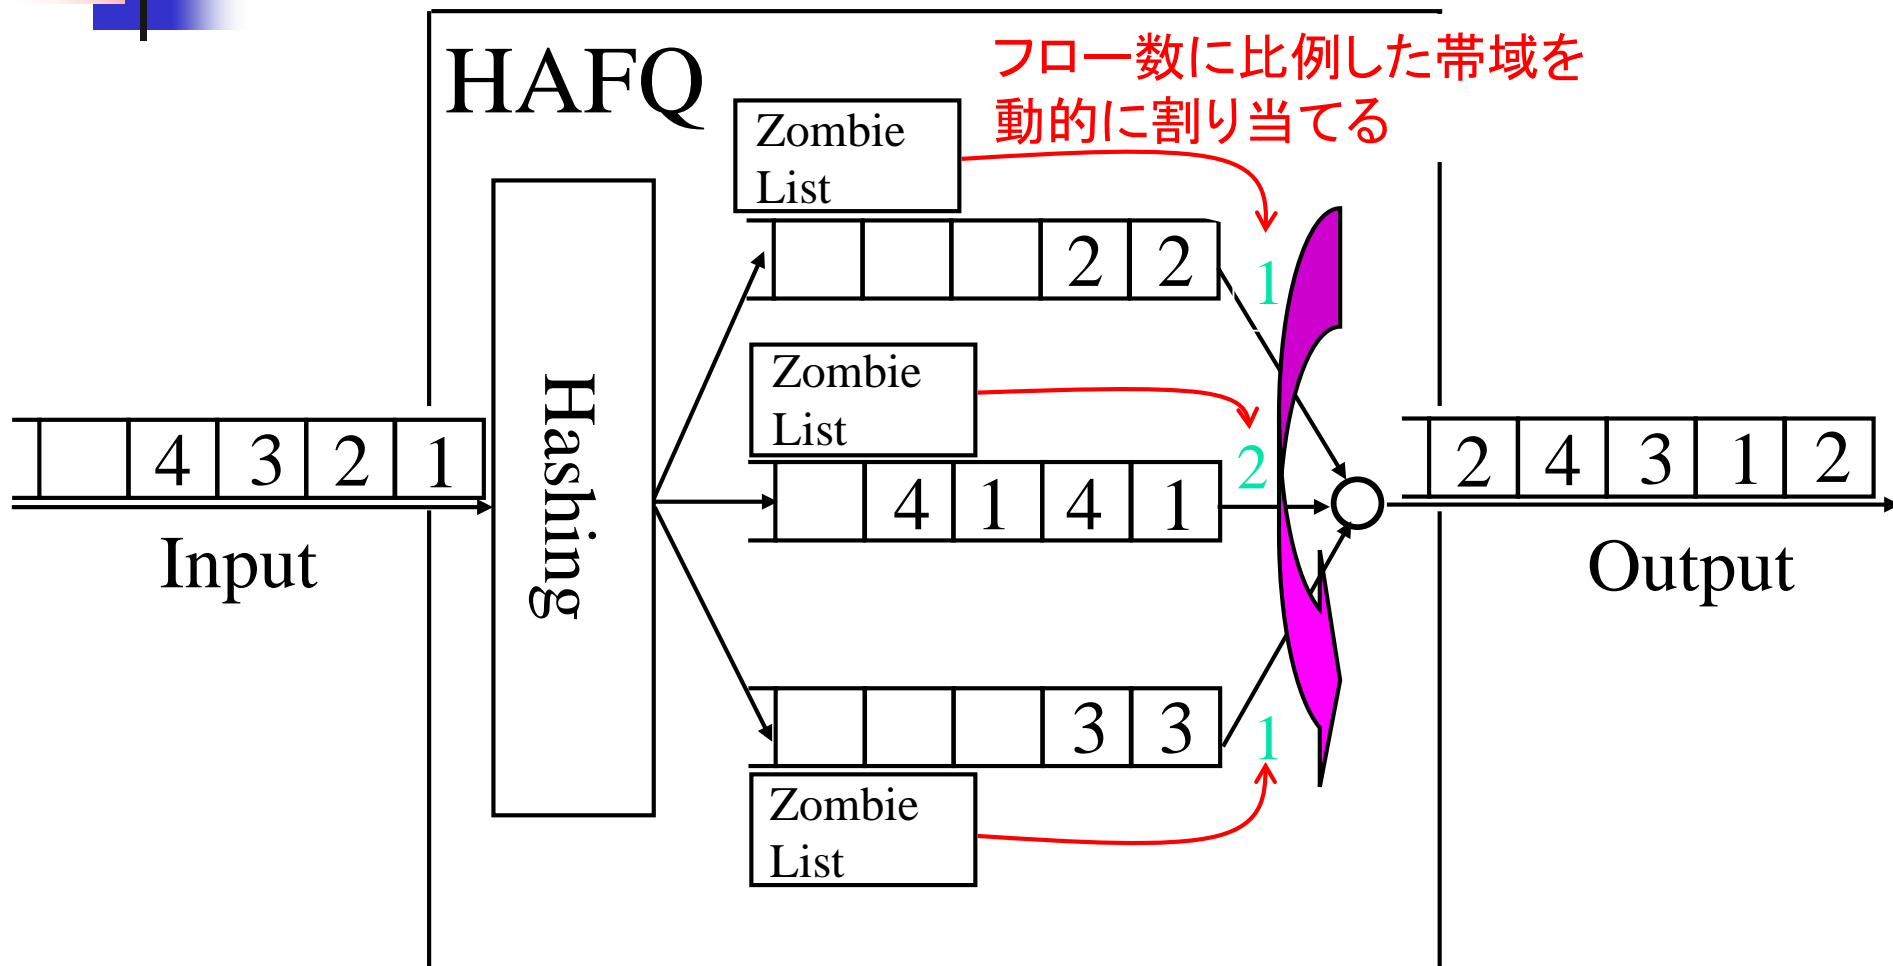 HAFQ
フロー数に比例した帯域を
動的に割り当てる
Zombie
List
2 2
1
Zombie
List
Hashing
4 3 2 1
Input
4 1 4 1
2
2 4 3 1 2
Output
3 3
1
Zombie
List